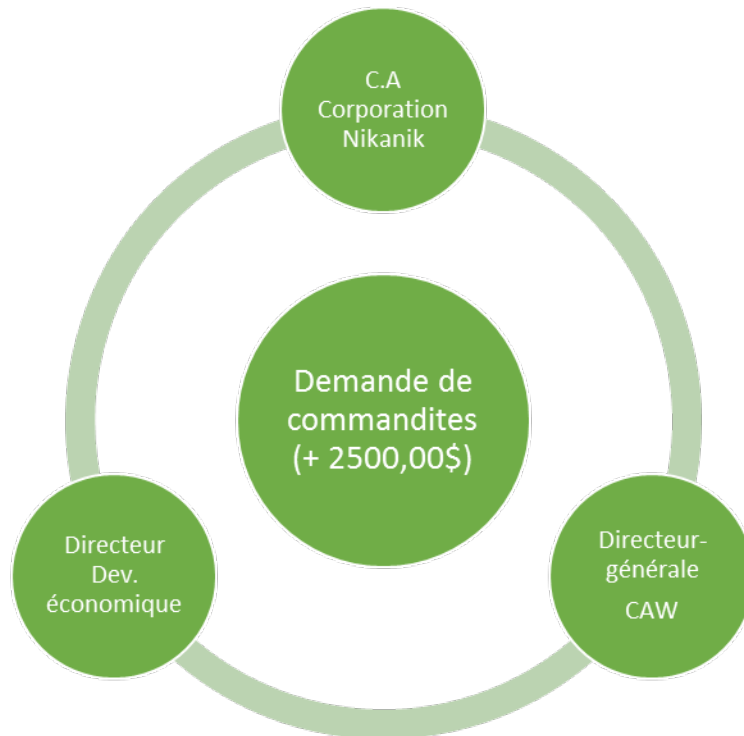 C.A
Corporation
Nikanik
Demande de
commandites
(+ 2500,00$)
Directeur
Dev.
économique
Directeur-
générale
CAW